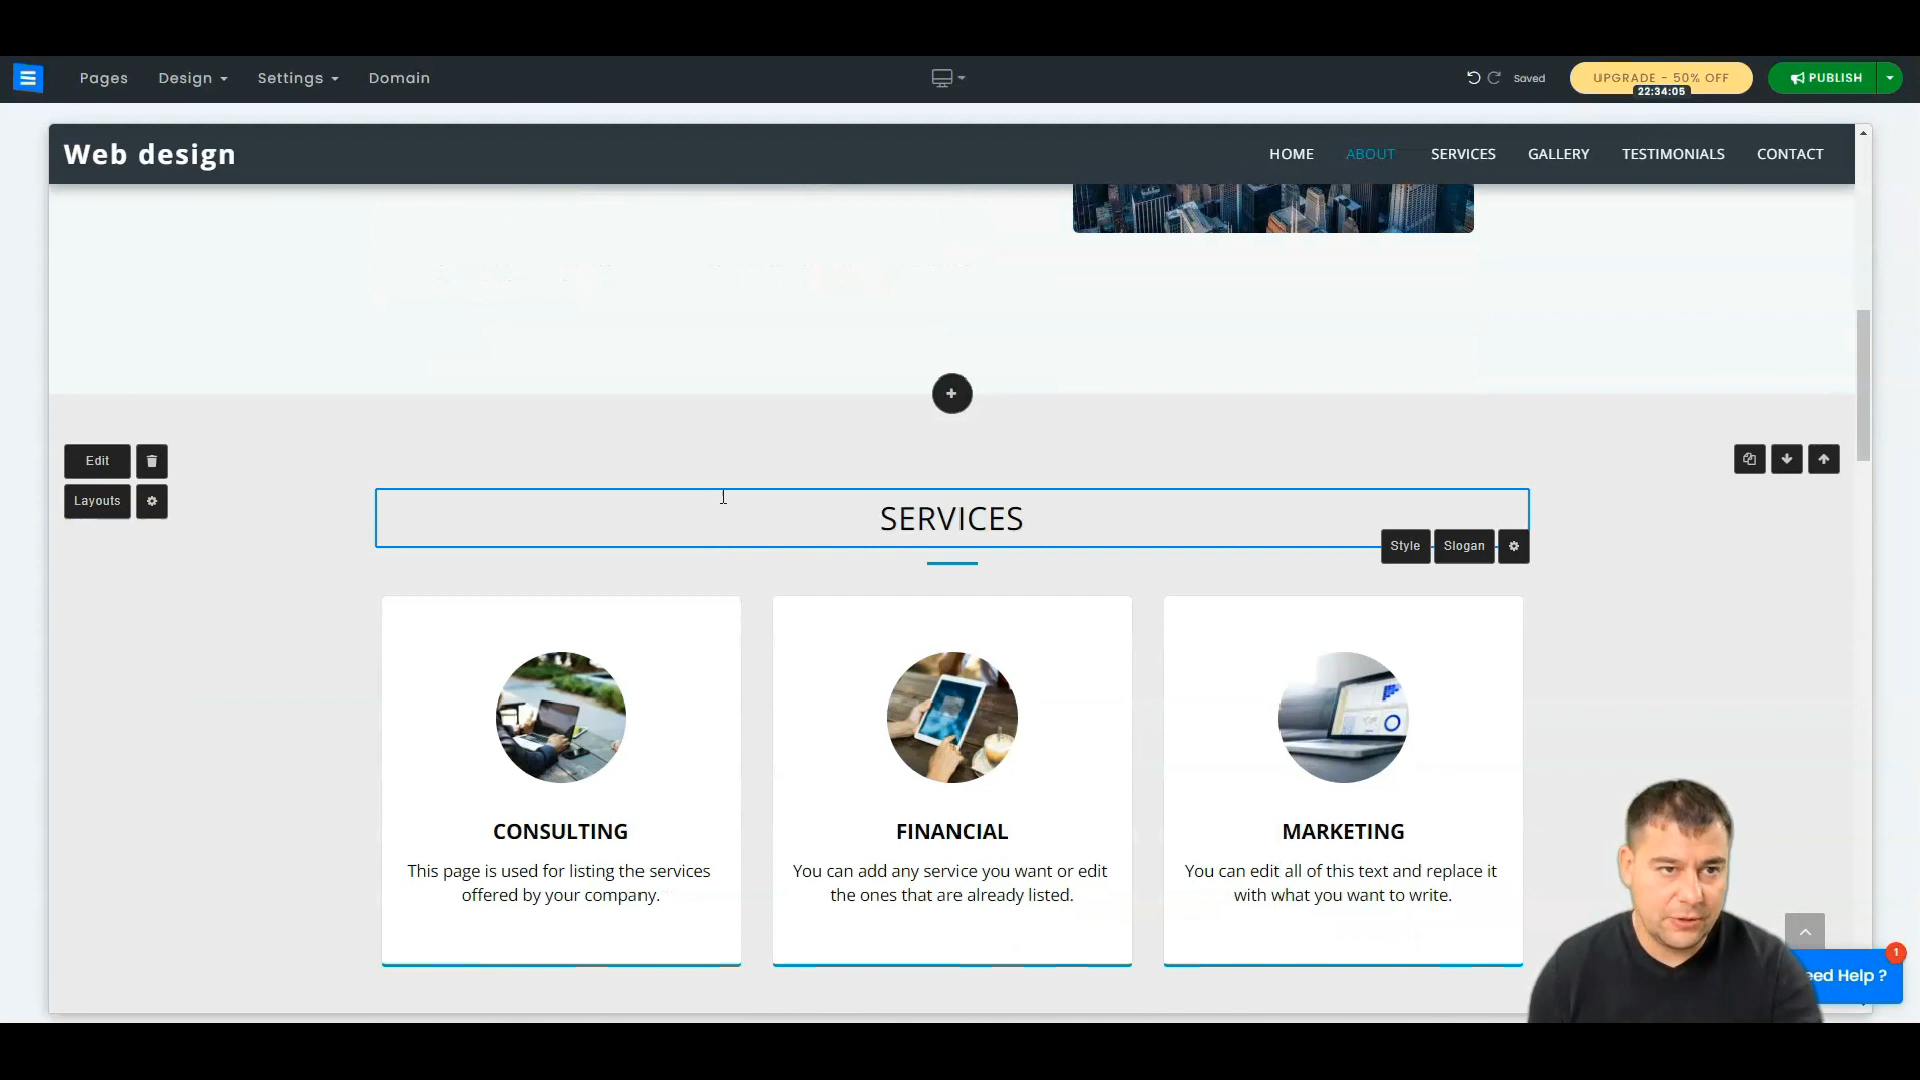 Pages Design Settings Domain
Saved
UPGRADE - 50% OFF
22:34:05
PUBLISH
Web design
HOME ABOUT SERVICES GALLERY TESTIMONIALS CONTACT
Edit
Layouts
SERVICES
Style Slogan
CONSULTING
This page is used for listing the services
offered by your company.
FINANCIAL
You can add any service you want or edit
the ones that are already listed.
MARKETING
You can edit all of this text and replace it
with what you want to write.
1
eed Help ?